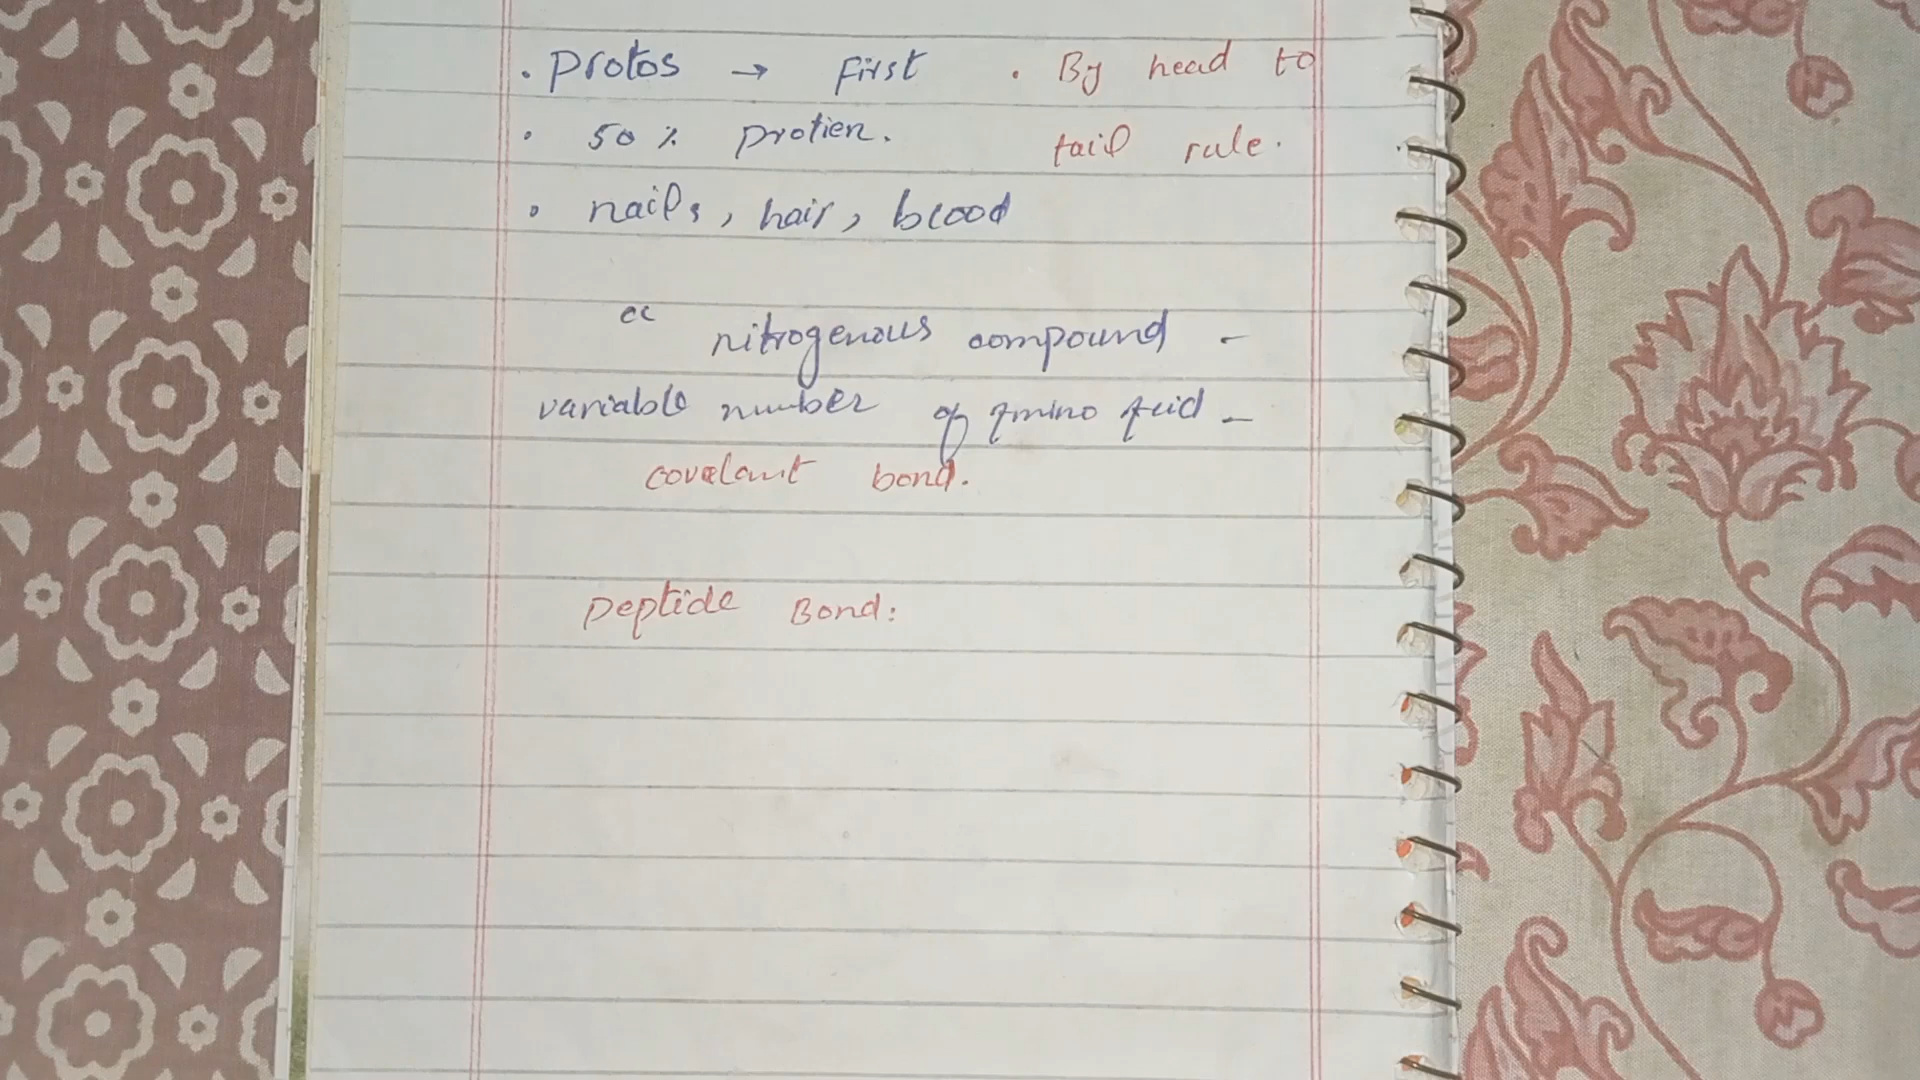 . Protos → First
. 50 % protien.
. nails, hair, blood
. By head to
tail rule.
" nitrogenous compound -
variable number of Amino Acid -
covelant bond.
peptide Bond: